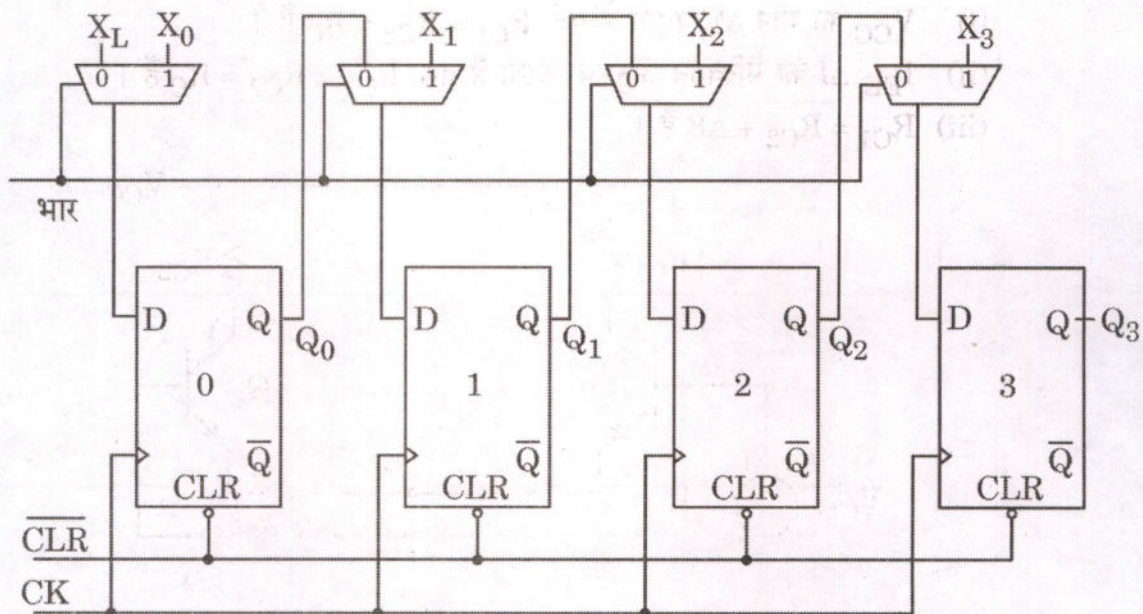 X_L X_0 X_1 X_2 X_3
0 1 0 1 0 1 0 1
भार
D Q Q_0 D Q Q_1 D Q Q_2 D Q Q_3
0 1 2 3
Q̅ Q̅ Q̅ Q̅
CLR CLR CLR CLR
C̅L̅R̅
CK